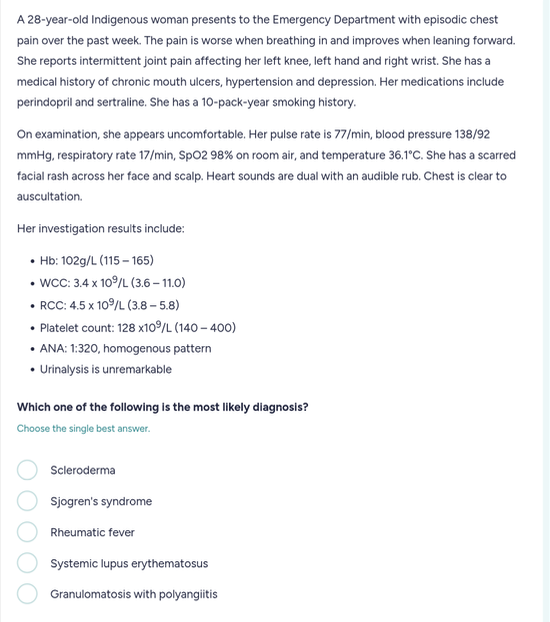 A 28-year-old Indigenous woman presents to the Emergency Department with episodic chest
pain over the past week. The pain is worse when breathing in and improves when leaning forward.
She reports intermittent joint pain affecting her left knee, left hand and right wrist. She has a
medical history of chronic mouth ulcers, hypertension and depression. Her medications include
perindopril and sertraline. She has a 10-pack-year smoking history.
On examination, she appears uncomfortable. Her pulse rate is 77/min, blood pressure 138/92
mmHg, respiratory rate 17/min, SpO2 98% on room air, and temperature 36.1°C. She has a scarred
facial rash across her face and scalp. Heart sounds are dual with an audible rub. Chest is clear to
auscultation.
Her investigation results include:
• Hb: 102g/L (115 – 165)
• WCC: 3.4 x 10⁹/L (3.6 – 11.0)
• RCC: 4.5 x 10⁹/L (3.8 – 5.8)
• Platelet count: 128 x10⁹/L (140 – 400)
• ANA: 1:320, homogenous pattern
• Urinalysis is unremarkable
Which one of the following is the most likely diagnosis?
Choose the single best answer.
Scleroderma
Sjogren's syndrome
Rheumatic fever
Systemic lupus erythematosus
Granulomatosis with polyangiitis